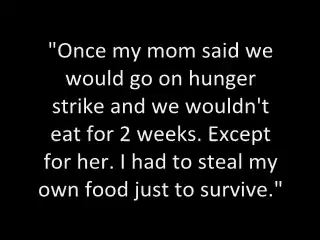 "Once my mom said we
would go on hunger
strike and we wouldn't
eat for 2 weeks. Except
for her. I had to steal my
own food just to survive."